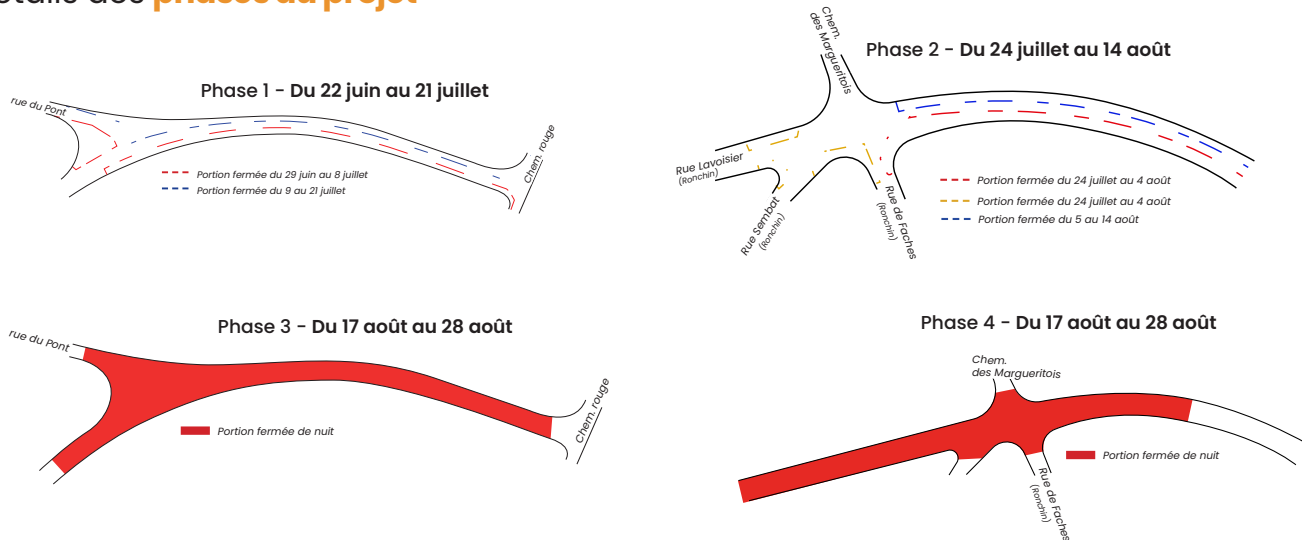 étaillé des phases du projet
Phase 1 - Du 22 juin au 21 juillet
rue du Pont
Chem. rouge
Portion fermée du 29 juin au 8 juillet
Portion fermée du 9 au 21 juillet
Phase 2 - Du 24 juillet au 14 août
Chem.
des Margueritois
Rue Lavoisier
(Ronchin)
Rue Sembat
(Ronchin)
Rue de Faches
(Ronchin)
Portion fermée du 24 juillet au 4 août
Portion fermée du 24 juillet au 4 août
Portion fermée du 5 au 14 août
Phase 3 - Du 17 août au 28 août
rue du Pont
Chem. rouge
Portion fermée de nuit
Phase 4 - Du 17 août au 28 août
Chem.
des Margueritois
Portion fermée de nuit
Rue de Faches
(Ronchin)